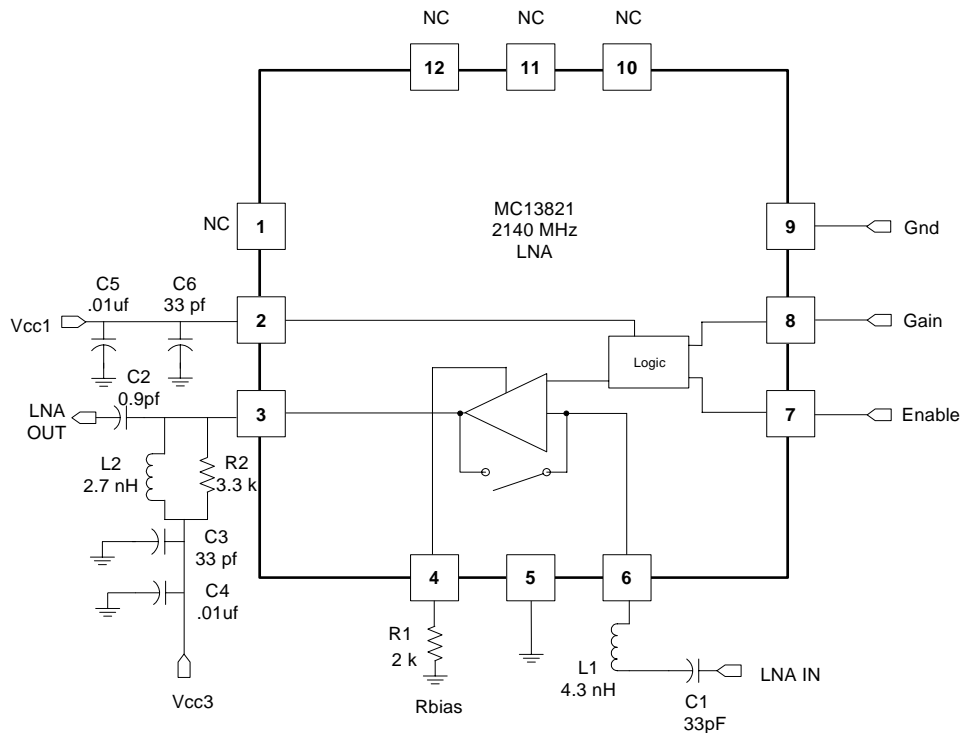 NC
NC
NC
12
11
10
NC
1
MC13821
2140 MHz
LNA
9
Gnd
C5
.01uf
C6
33 pf
Vcc1
2
8
Gain
Logic
C2
0.9pf
LNA
OUT
3
7
Enable
L2
2.7 nH
R2
3.3 k
C3
33 pf
4
5
6
C4
.01uf
R1
2 k
Rbias
L1
4.3 nH
LNA IN
C1
33pF
Vcc3